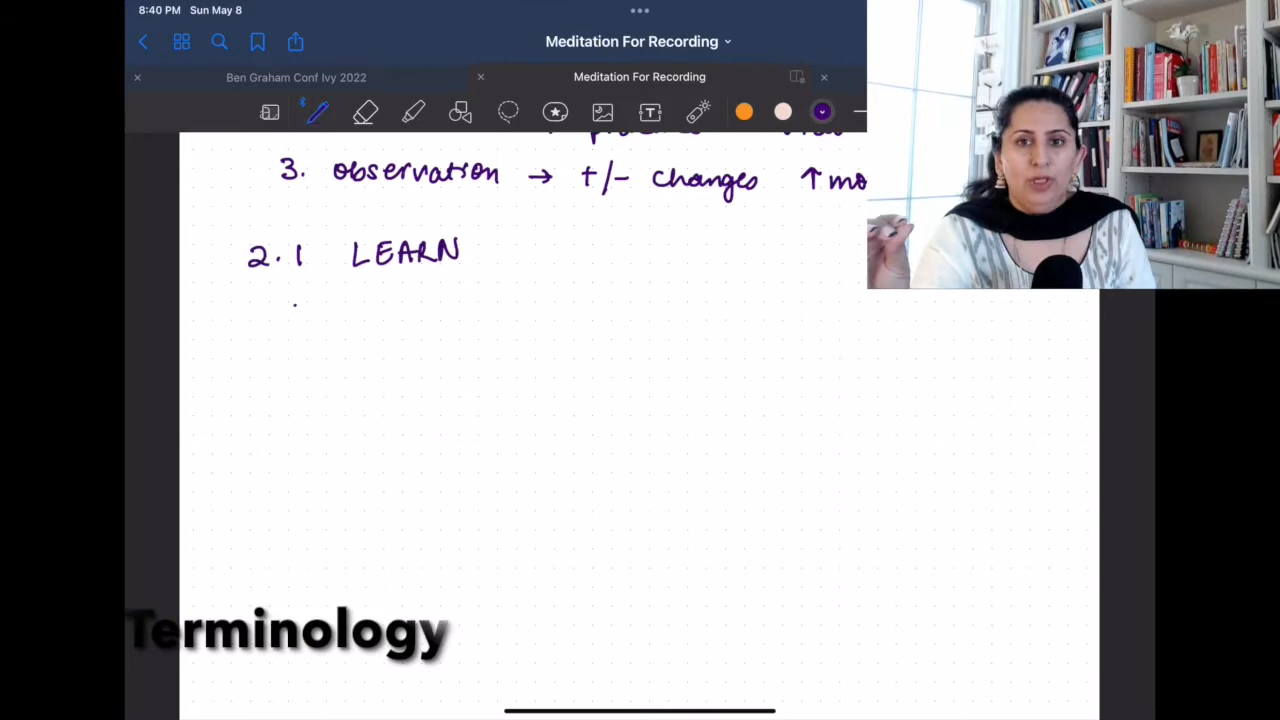 8:40 PM Sun May 8
Meditation For Recording
Ben Graham Conf Ivy 2022
Meditation For Recording
3. observation → +/- changes ↑
2.1 LEARN
Terminology